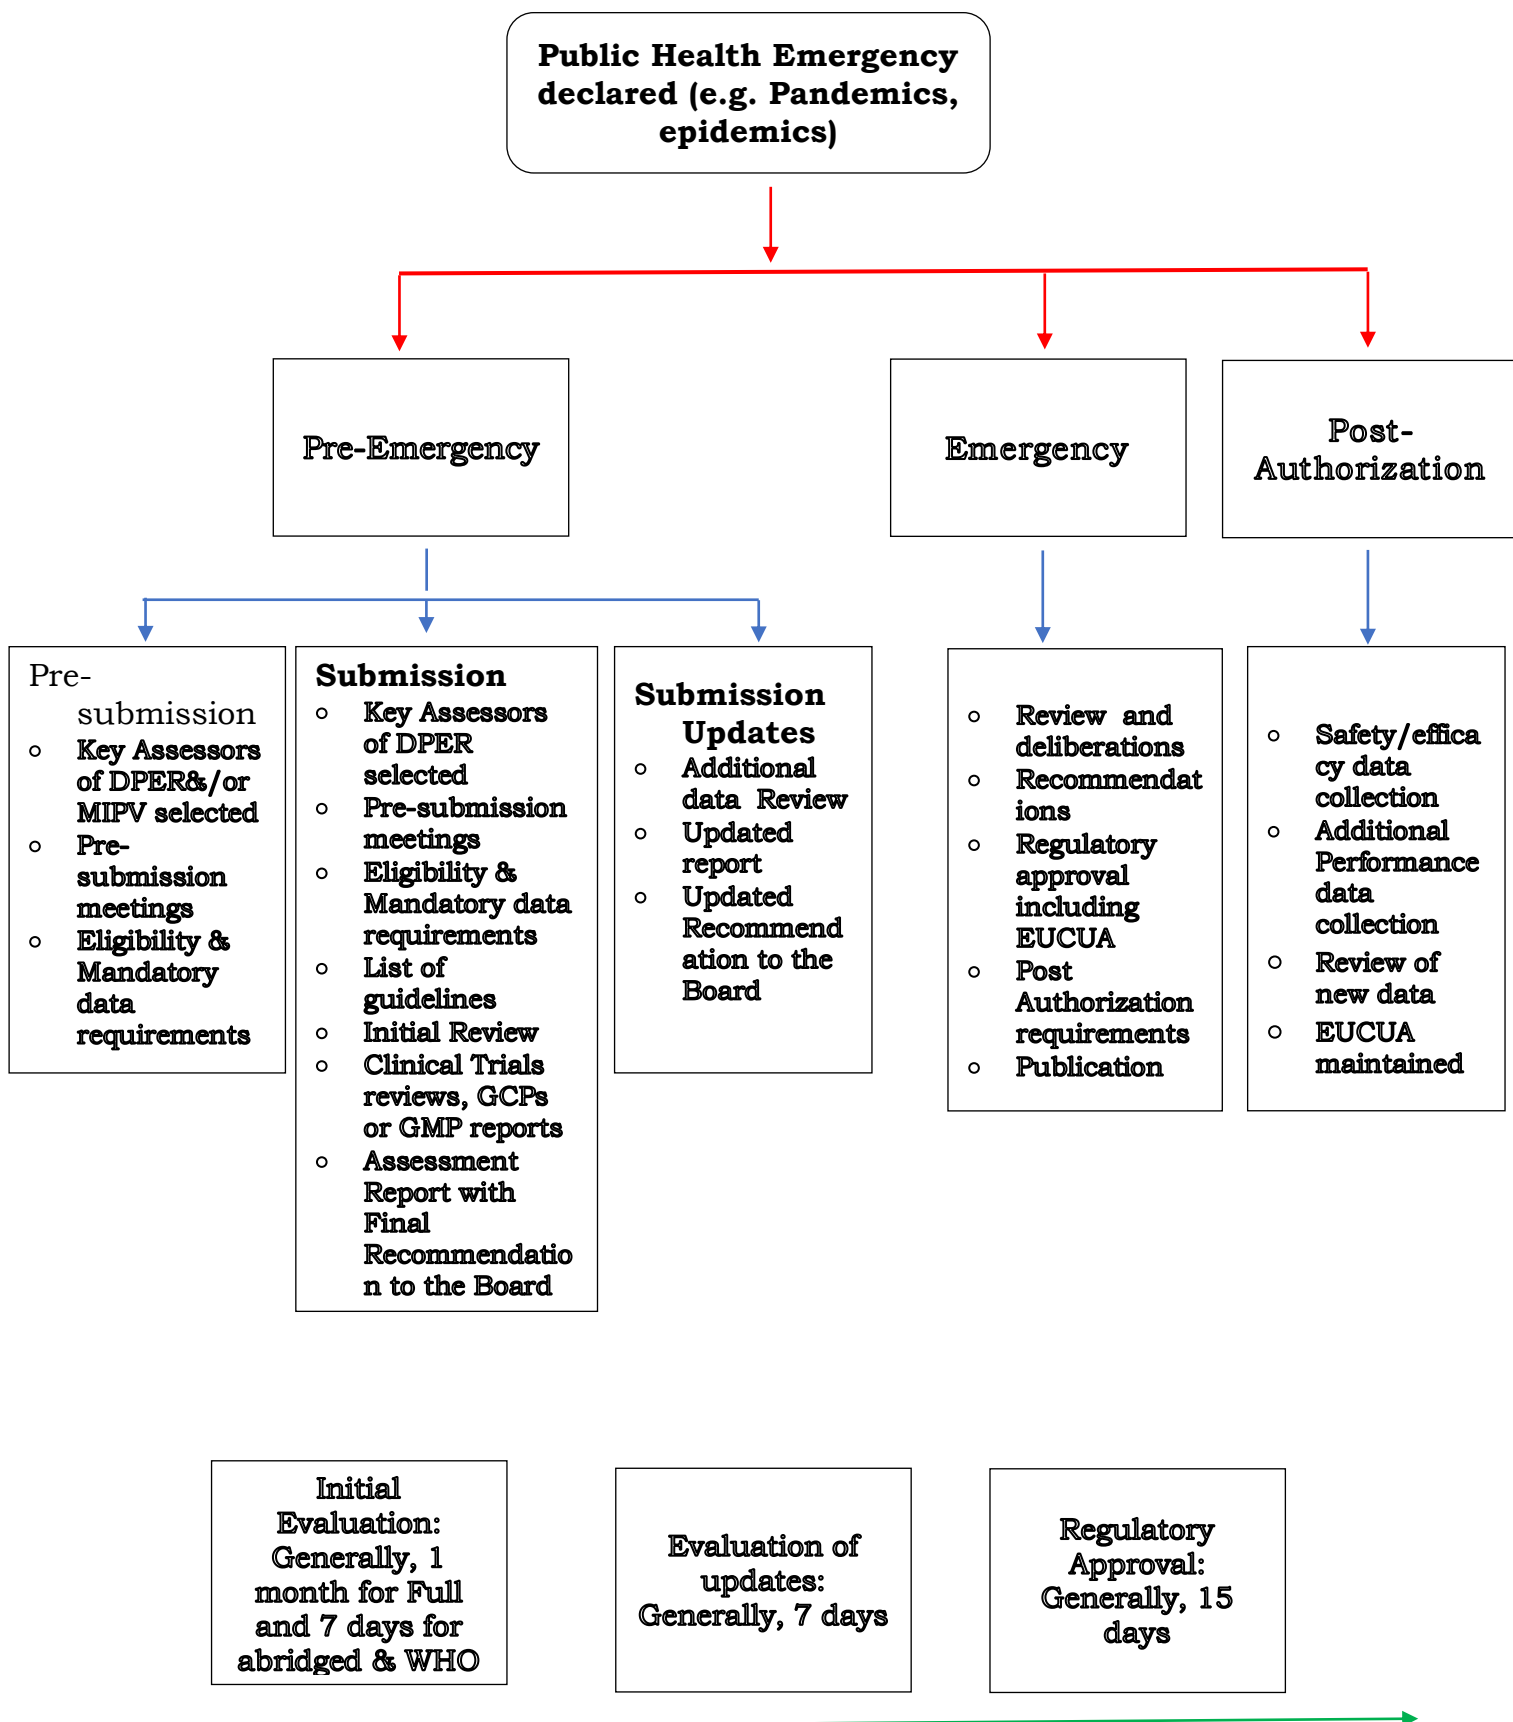 Public Health Emergency
declared (e.g. Pandemics,
epidemics)
Pre-Emergency
Emergency
Post-
Authorization
Pre-
submission
o Key Assessors
of DPER&/or
MIPV selected
o Pre-
submission
meetings
o Eligibility &
Mandatory
data
requirements
Submission
o Key Assessors
of DPER
selected
o Pre-submission
meetings
o Eligibility &
Mandatory data
requirements
o List of
guidelines
o Initial Review
o Clinical Trials
reviews, GCPs
or GMP reports
o Assessment
Report with
Final
Recommendatio
n to the Board
Submission
Updates
o Additional
data Review
o Updated
report
o Updated
Recommend
ation to the
Board
o Review and
deliberations
o Recommendat
ions
o Regulatory
approval
including
EUCUA
o Post
Authorization
requirements
o Publication
o Safety/effica
cy data
collection
o Additional
Performance
data
collection
o Review of
new data
o EUCUA
maintained
Initial
Evaluation:
Generally, 1
month for Full
and 7 days for
abridged & WHO
Evaluation of
updates:
Generally, 7 days
Regulatory
Approval:
Generally, 15
days